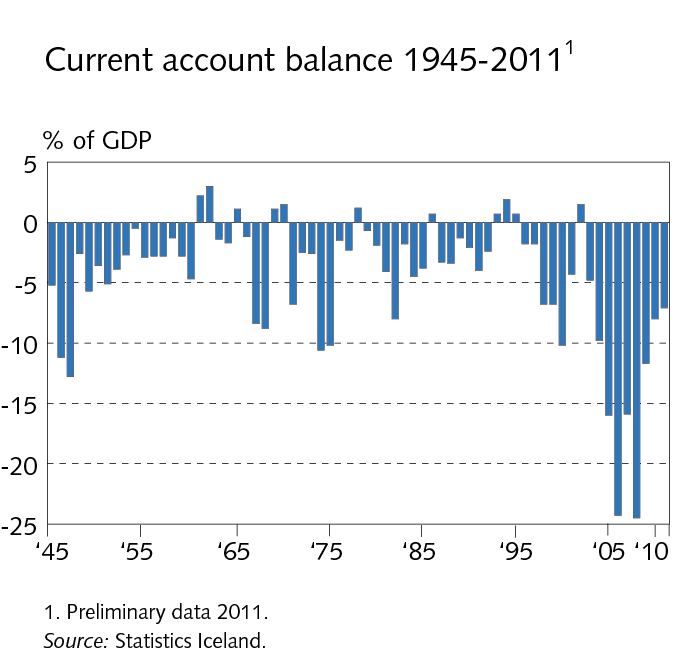 Current account balance 1945-2011¹
% of GDP
5
0
-5
-10
-15
-20
-25
‘45 ‘55 ‘65 ‘75 ‘85 ‘95 ‘05 ‘10
1. Preliminary data 2011.
Source: Statistics Iceland.